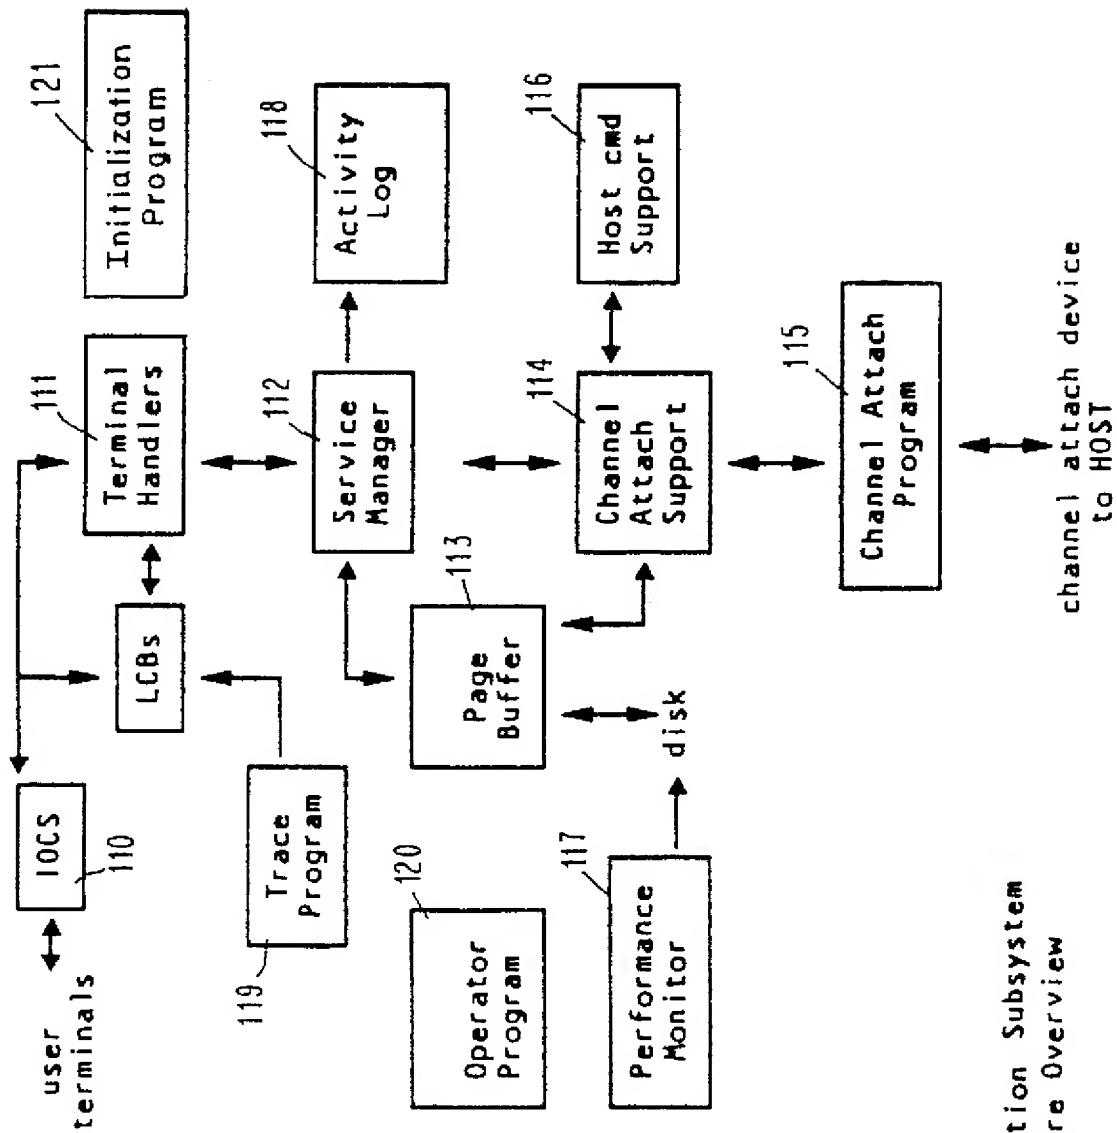 user
terminals
IOCS
110
LCBs
Terminal
Handlers
111
Initialization
Program
121
Trace
Program
119
Service
Manager
112
Activity
Log
118
Operator
Program
120
Page
Buffer
113
Performance
Monitor
117
disk
Channel
Attach
Support
114
Host cmd
Support
116
Channel Attach
Program
115
channel attach device
to HOST
tion Subsystem
re Overview